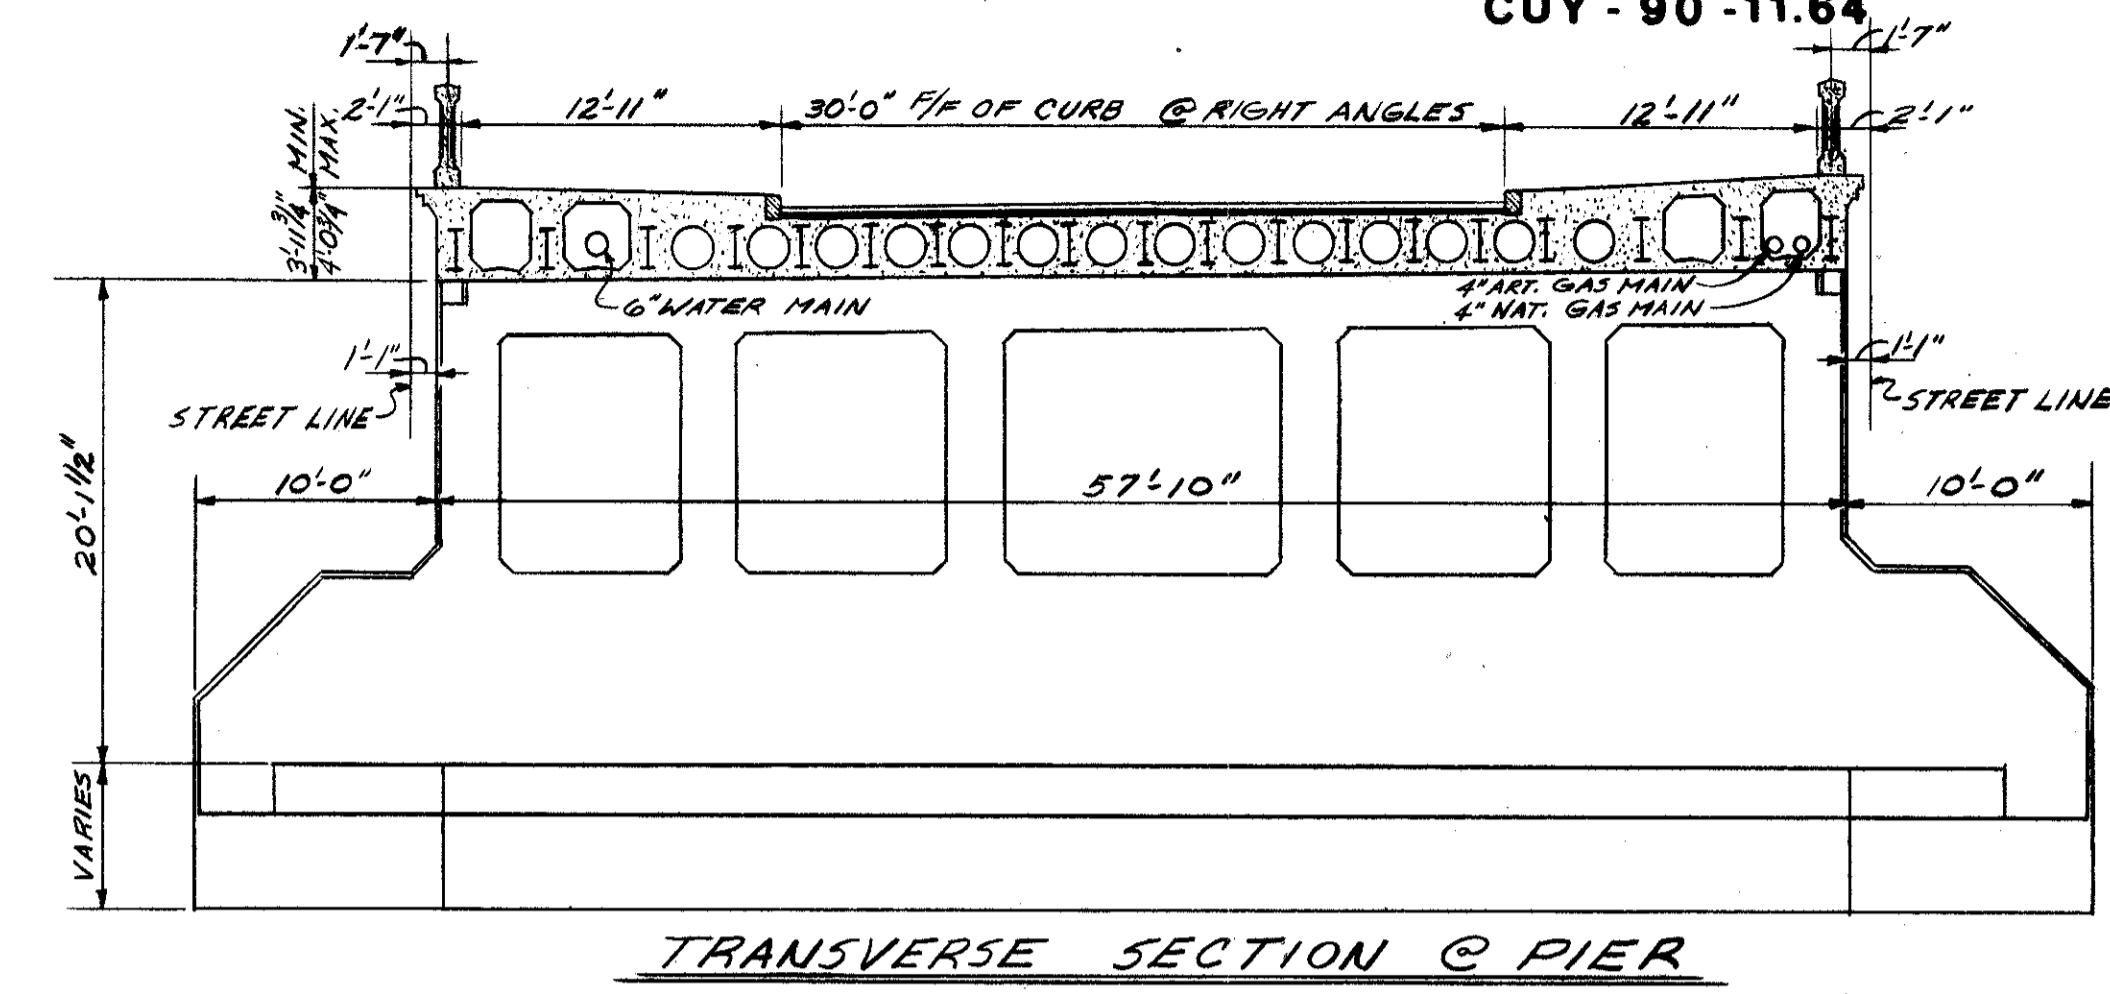 CUY - 90 -11.64
1'-7"
1'-7"
2'-1"
12'-11"
30'-0" F/F OF CURB @ RIGHT ANGLES
12'-11"
2'-1"
3'-11 3/4" MIN.
4'-0 3/4" MAX.
6" WATER MAIN
4" ART. GAS MAIN
4" NAT. GAS MAIN
1'-1"
1'-1"
STREET LINE
STREET LINE
20'-1 1/2"
10'-0"
57'-10"
10'-0"
VARIES
TRANSVERSE SECTION @ PIER